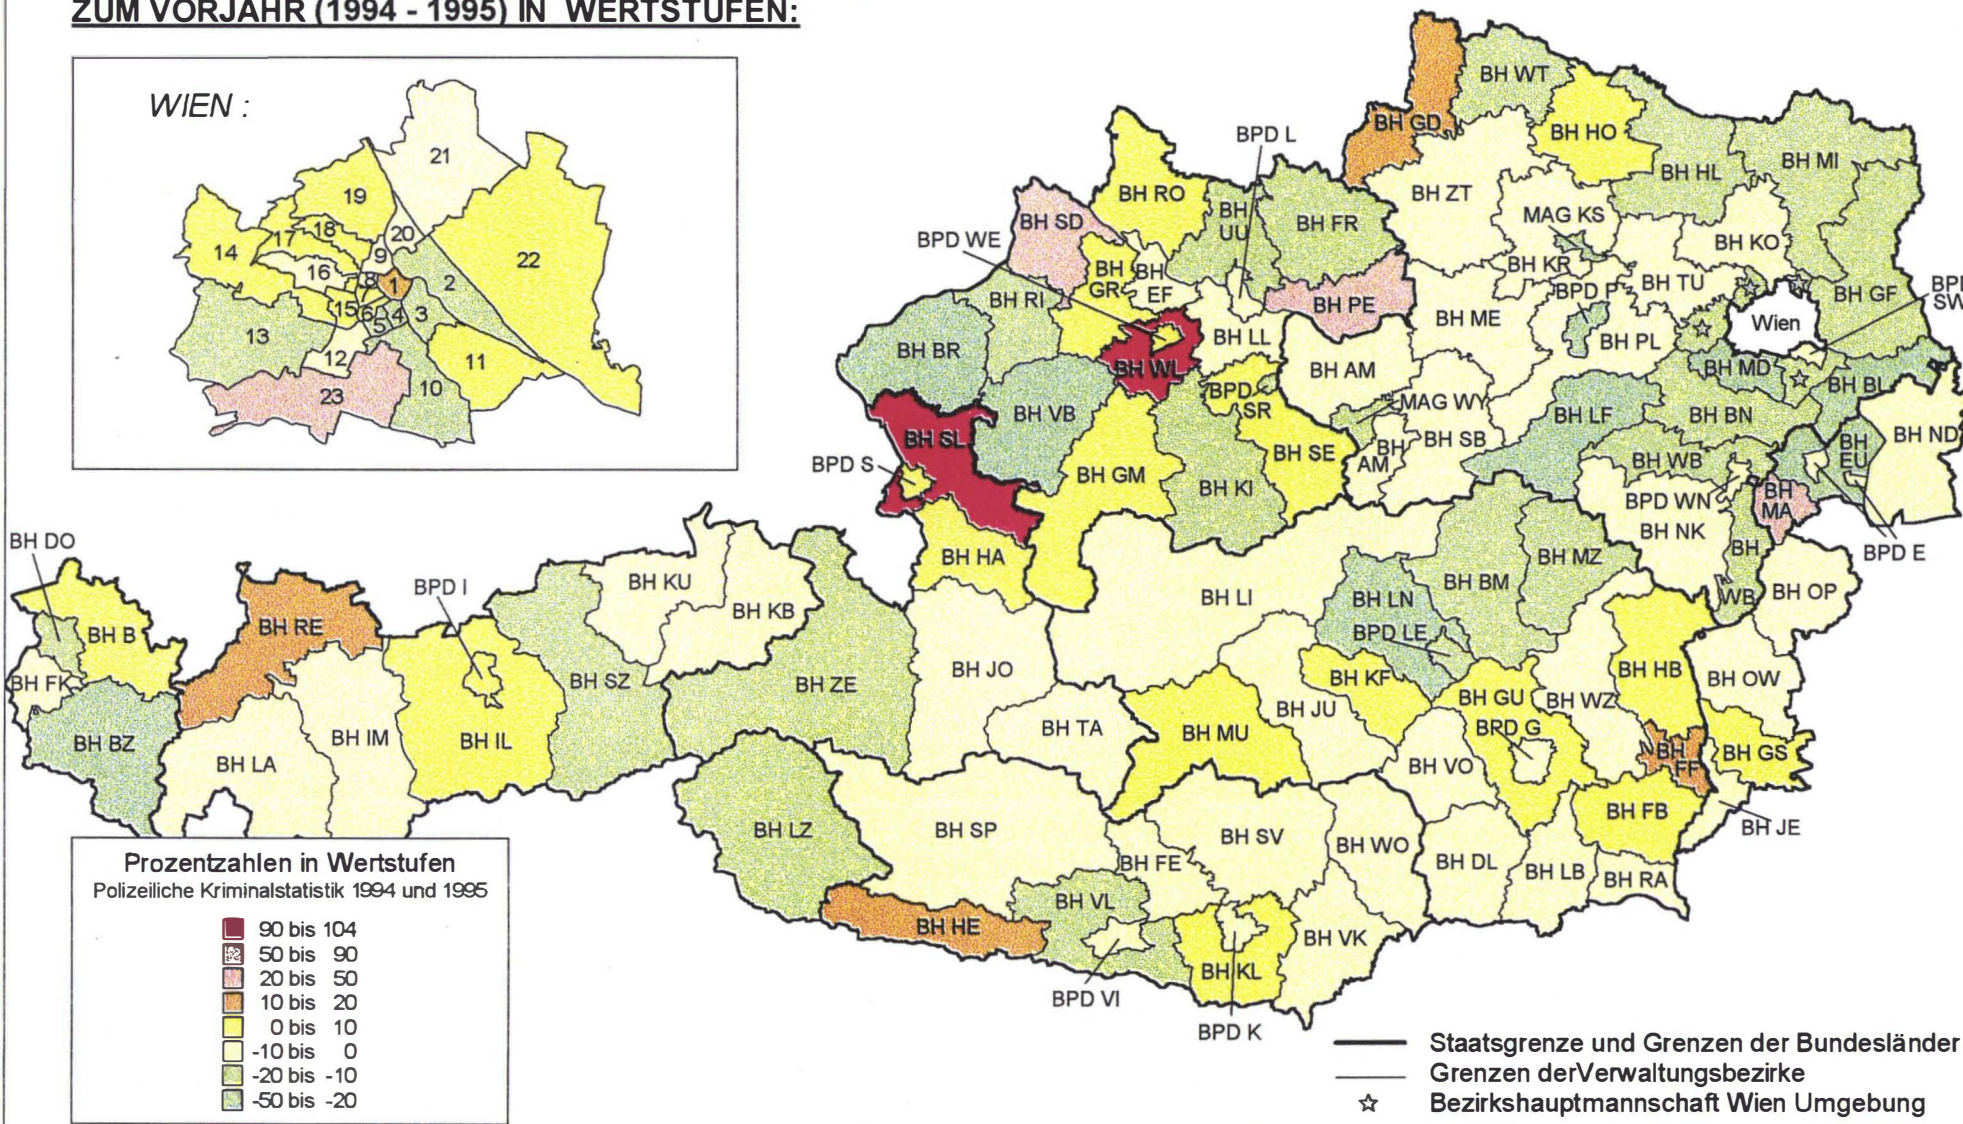 ZUM VORJAHR (1994 - 1995) IN WERTSTUFEN:
WIEN :
21
19
20
18
17
14
9
16
22
8
1
2
7
15
6
5
4
3
13
12
11
10
23
BH GD
BH WT
BH HO
BPD L
BH HL
BH MI
BH RO
BH ZT
BH SD
BH UU
BH FR
MAG KS
BPD WE
BH KO
BH GR
BH EF
BH KR
BH TU
BH RI
BPD P
BH GF
BH PE
BH ME
Wien
BH BR
BH LL
BH PL
BH WL
BH AM
BH MD
BH BL
BPD SR
MAG WY
BH VB
BH LF
BH BN
BH SL
BH SB
BH ND
BH SE
BH AM
BH EU
BPD S
BH GM
BH KI
BH WB
BPD WN
BH MA
BH NK
BPD E
BH DO
BH HA
BH
BH MZ
BPD I
BH KU
BH BM
BH KB
BH LI
BH LN
WB
BH OP
BH B
BH RE
BPD LE
BH FK
BH SZ
BH ZE
BH JO
BH KF
BH HB
BH OW
BH GU
BH WZ
BH BZ
BH IM
BH IL
BH TA
BH MU
BH JU
BPD G
BH FF
BH GS
BH LA
BH VO
BH LZ
BH SP
BH SV
BH WO
BH FB
BH JE
BH FE
BH DL
BH LB
BH RA
BH VL
BH HE
BH VK
BH KL
BPD VI
BPD K
Prozentzahlen in Wertstufen
Polizeiliche Kriminalstatistik 1994 und 1995
90 bis 104
50 bis 90
20 bis 50
10 bis 20
0 bis 10
-10 bis 0
-20 bis -10
-50 bis -20
Staatsgrenze und Grenzen der Bundesländer
Grenzen derVerwaltungsbezirke
Bezirkshauptmannschaft Wien Umgebung